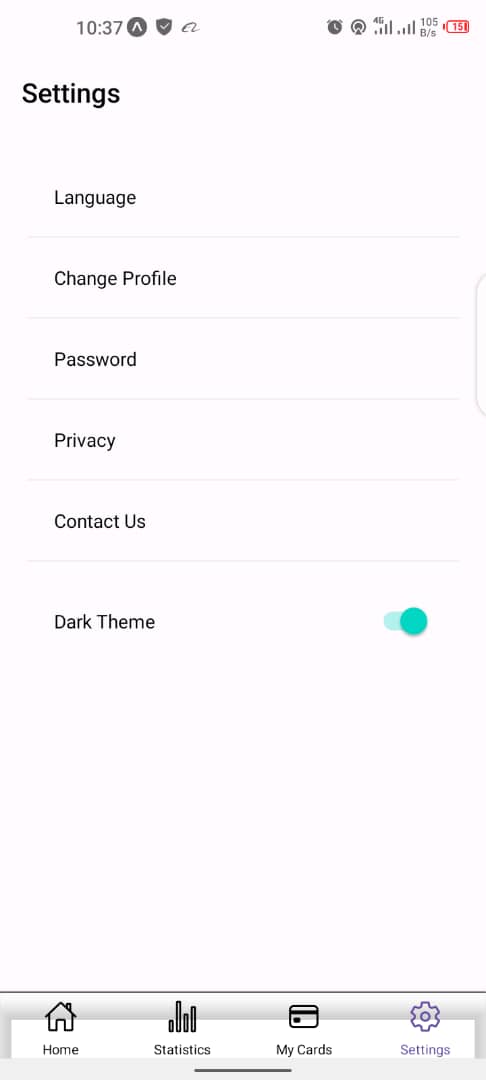 10:37
4G
105
B/s
15
Settings
Language
Change Profile
Password
Privacy
Contact Us
Dark Theme
Home
Statistics
My Cards
Settings